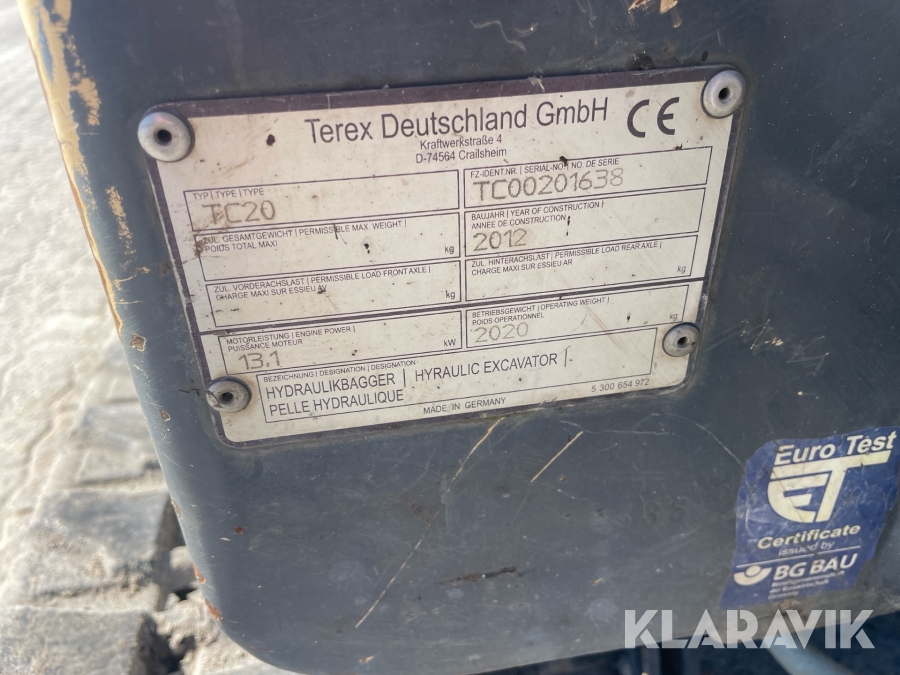 Terex Deutschland GmbH
CE
Kraftwerkstraße 4
D-74564 Crailsheim
TYP | TYPE | TYPE
TC20
FZ-IDENT NR. | SERIAL-NO | NO. DE SERIE
TC00201638
ZUL. GESAMTGEWICHT | PERMISSIBLE MAX. WEIGHT |
POIDS TOTAL MAXI
kg
BAUJAHR | YEAR OF CONSTRUCTION |
ANNEE DE CONSTRUCTION
2012
ZUL. VORDERACHSLAST | PERMISSIBLE LOAD FRONT AXLE |
CHARGE MAXI SUR ESSIEU AV
kg
ZUL. HINTERACHSLAST | PERMISSIBLE LOAD REAR AXLE |
CHARGE MAXI SUR ESSIEU AR
kg
MOTORLEISTUNG | ENGINE POWER |
PUISSANCE MOTEUR
13,1
kW
BETRIEBSGEWICHT | OPERATING WEIGHT |
POIDS OPERATIONNEL
2020
kg
BEZEICHNUNG | DESIGNATION | DESIGNATION
HYDRAULIKBAGGER | HYRAULIC EXCAVATOR |
PELLE HYDRAULIQUE
MADE IN GERMANY
5 300 654 972
Euro Test
ET
Certificate
issued by
BG BAU
KLARAVIK